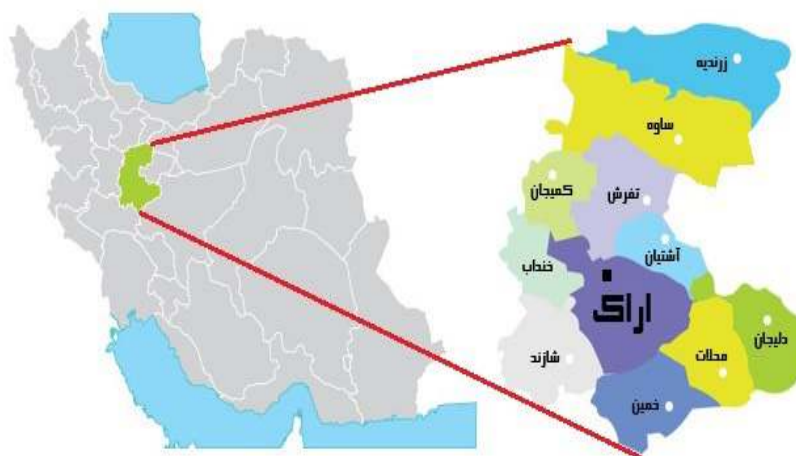 زرندیه
ساوه
کمیجان
تفرش
آشتیان
خنداب
اراک
دلیجان
محلات
شازند
خمین